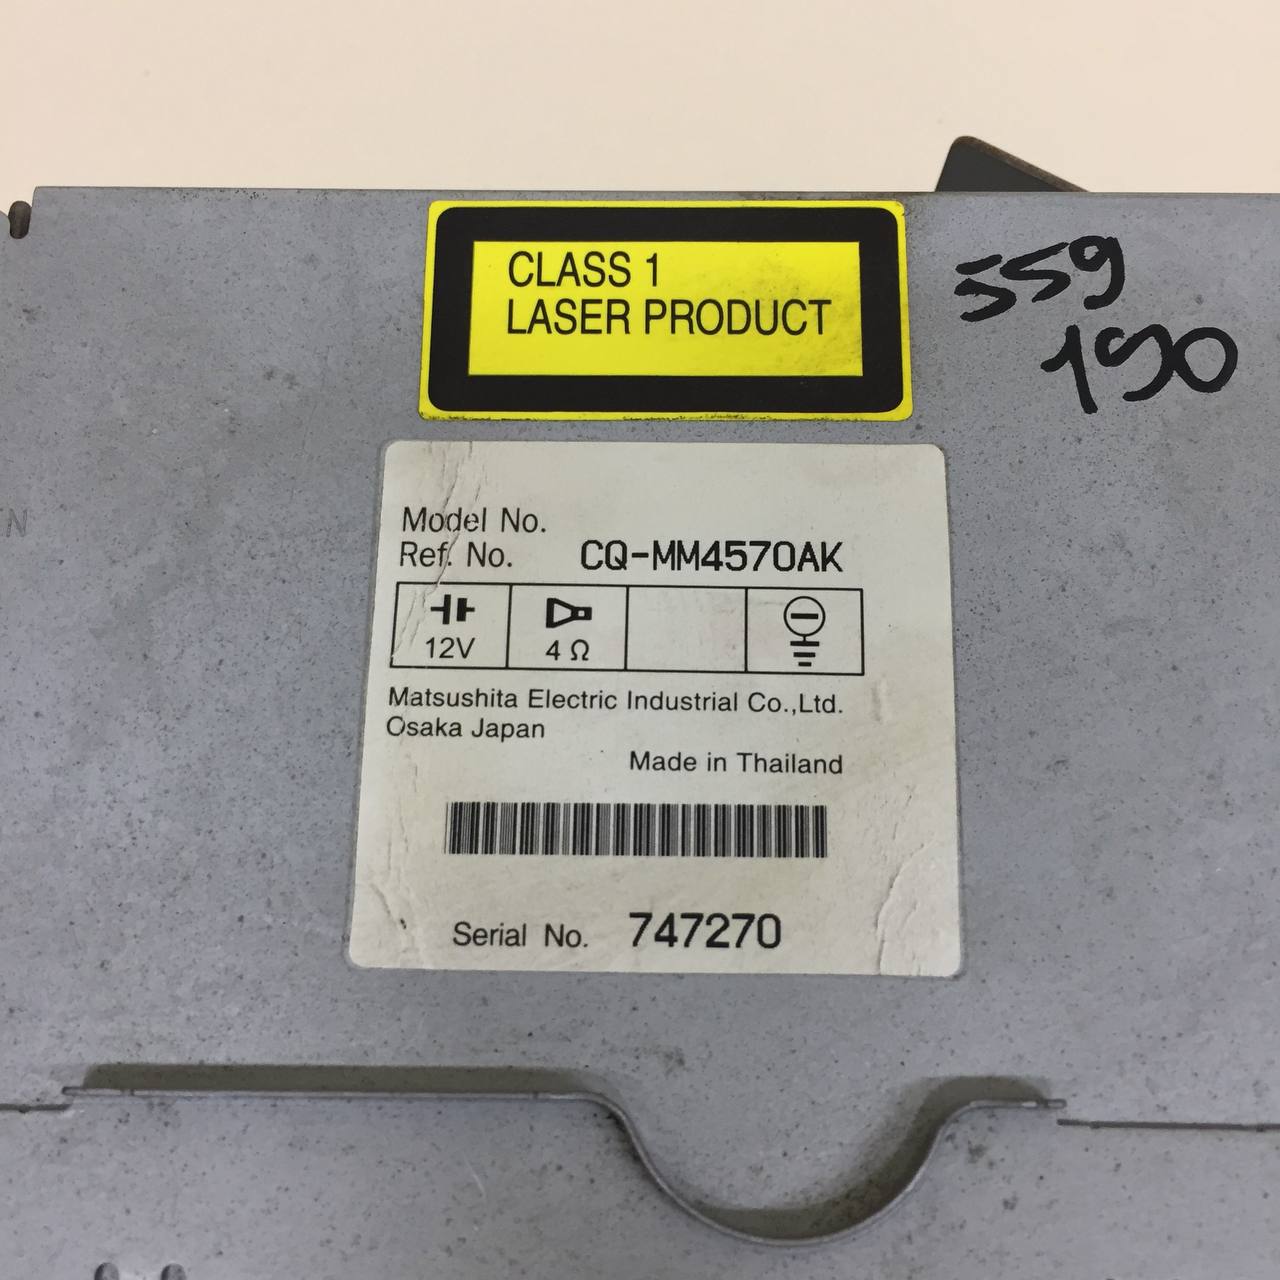 CLASS 1
LASER PRODUCT
559
190
Model No.
Ref. No. CQ-MM4570AK
12V 4 Ω
Matsushita Electric Industrial Co.,Ltd.
Osaka Japan
Made in Thailand
Serial No. 747270